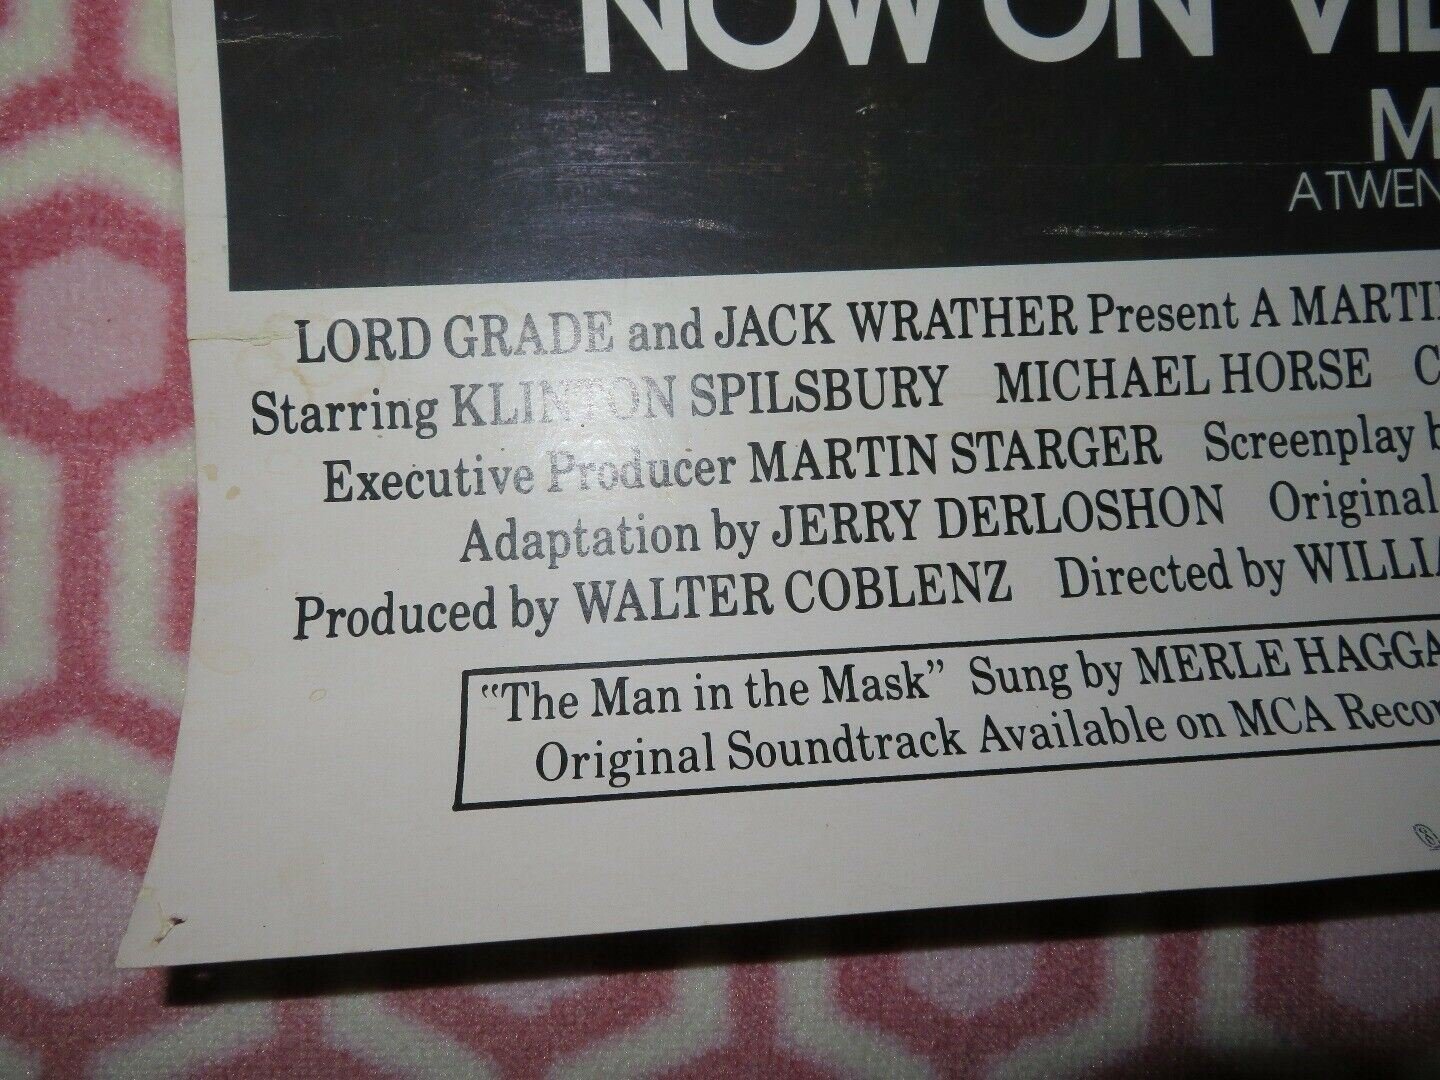 NOW ON VI
M
A TWEN
LORD GRADE and JACK WRATHER Present A MARTI
Starring KLINTON SPILSBURY MICHAEL HORSE C
Executive Producer MARTIN STARGER Screenplay b
Adaptation by JERRY DERLOSHON Original
Produced by WALTER COBLENZ Directed by WILLIA
"The Man in the Mask" Sung by MERLE HAGGA
Original Soundtrack Available on MCA Recor